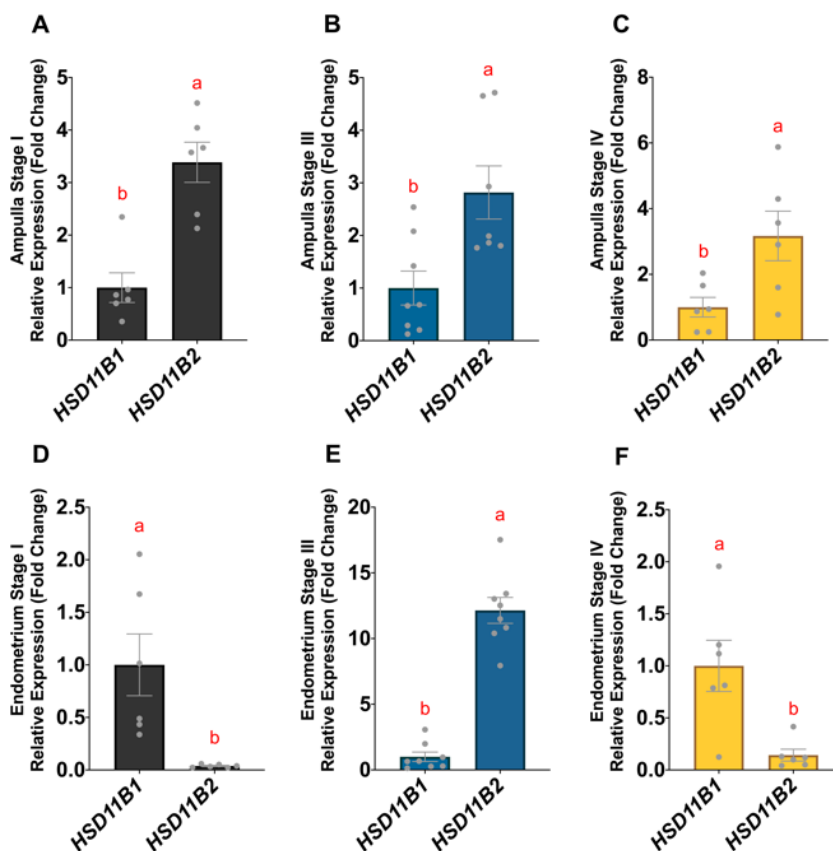 A
Ampulla Stage I
Relative Expression (Fold Change)
5
4
3
2
1
0
b
a
HSD11B1
HSD11B2
B
Ampulla Stage III
Relative Expression (Fold Change)
5
4
3
2
1
0
b
a
HSD11B1
HSD11B2
C
Ampulla Stage IV
Relative Expression (Fold Change)
8
6
4
2
0
b
a
HSD11B1
HSD11B2
D
Endometrium Stage I
Relative Expression (Fold Change)
2.5
2.0
1.5
1.0
0.5
0.0
a
b
HSD11B1
HSD11B2
E
Endometrium Stage III
Relative Expression (Fold Change)
20
15
10
5
0
b
a
HSD11B1
HSD11B2
F
Endometrium Stage IV
Relative Expression (Fold Change)
2.5
2.0
1.5
1.0
0.5
0.0
a
b
HSD11B1
HSD11B2